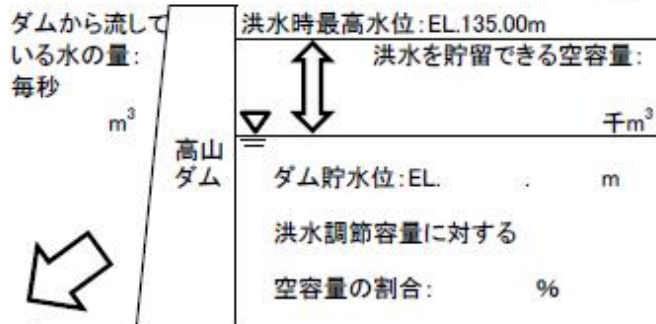 ダムから流して
いる水の量:
毎秒
m³
洪水時最高水位:EL.135.00m
洪水を貯留できる空容量:
千m³
高山
ダム
ダム貯水位:EL. . m
洪水調節容量に対する
空容量の割合: %